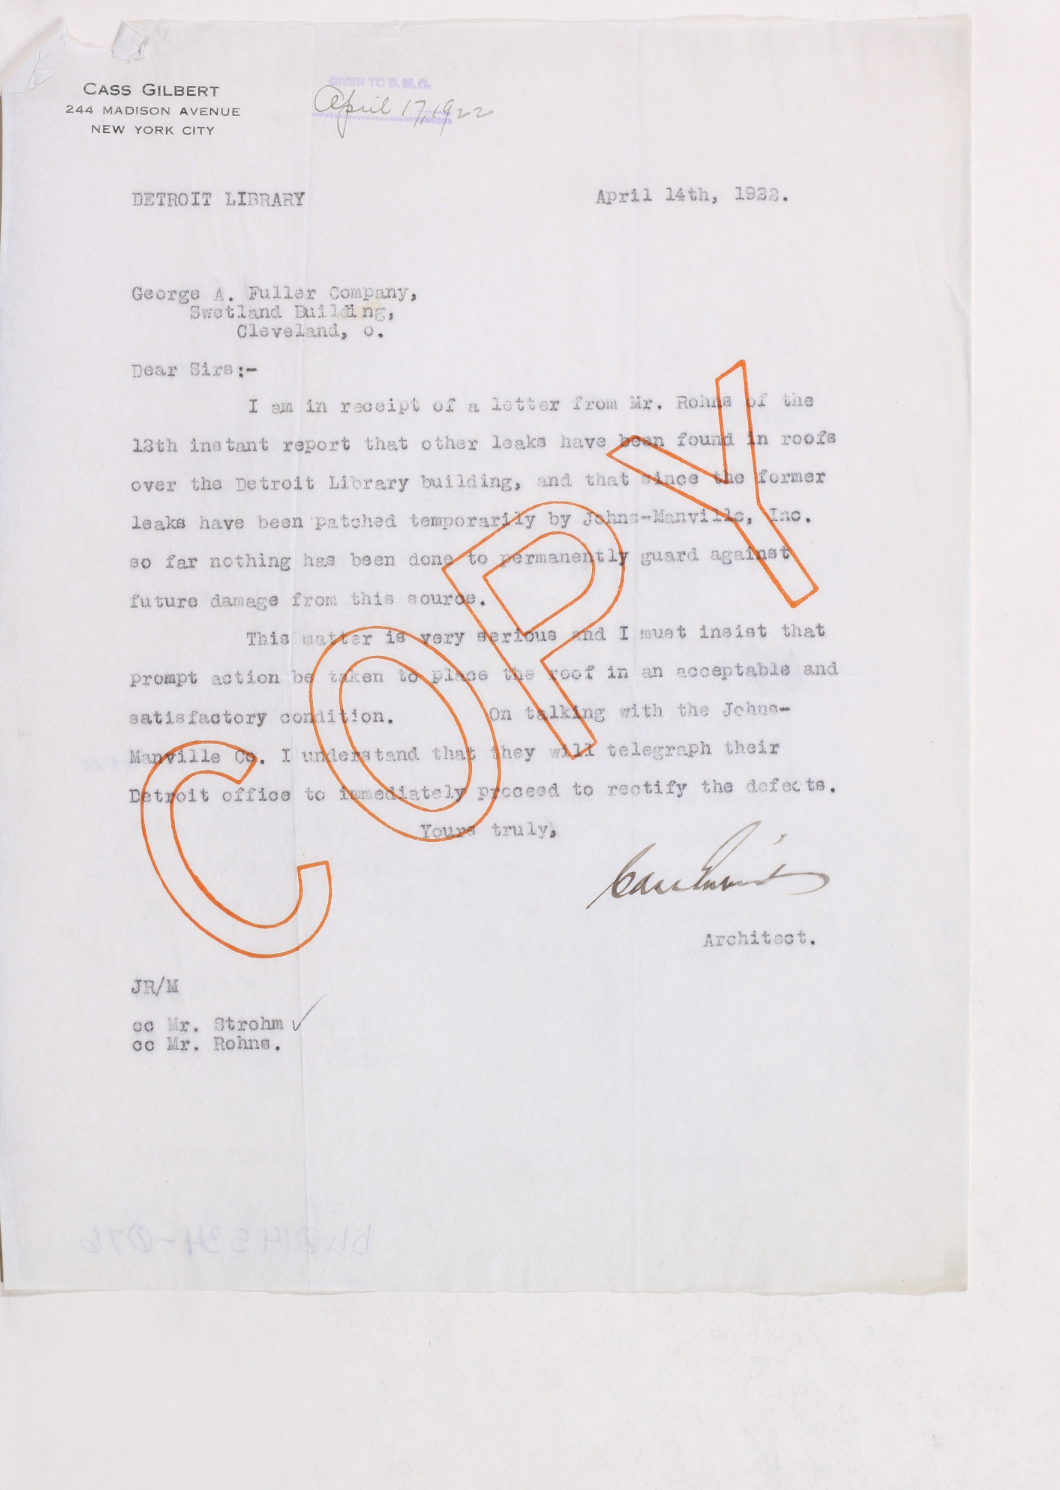 CASS GILBERT
244 MADISON AVENUE
NEW YORK CITY
GIVEN TO D.M.C.
April 17, 1922
DETROIT LIBRARY
April 14th, 1922.
George A. Fuller Company,
Swetland Building,
Cleveland, O.
Dear Sirs:-
I am in receipt of a letter from Mr. Rohns of the
13th instant report that other leaks have been found in roofs
over the Detroit Library building, and that since the former
leaks have been patched temporarily by Johns-Manville, Inc.
so far nothing has been done to permanently guard against
future damage from this source.
This matter is very serious and I must insist that
prompt action be taken to place the roof in an acceptable and
satisfactory condition. On talking with the Johns-
Manville Co. I understand that they will telegraph their
Detroit office to immediately proceed to rectify the defects.
Yours truly,
Cass Gilbert
Architect.
JR/M
cc Mr. Strohm ✓
cc Mr. Rohns.
COPY